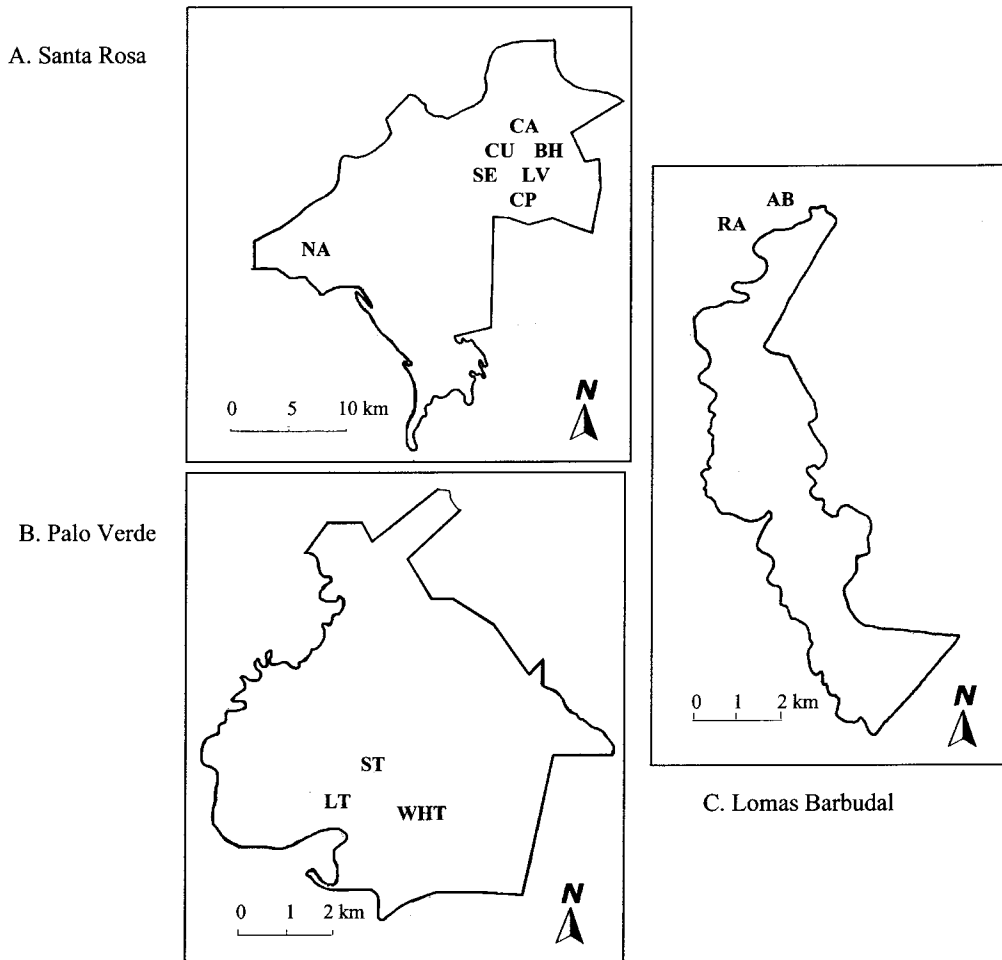 A. Santa Rosa
CA
CU BH
SE LV
CP
NA
0 5 10 km
N
B. Palo Verde
ST
LT
WHT
0 1 2 km
N
AB
RA
0 1 2 km
N
C. Lomas Barbudal